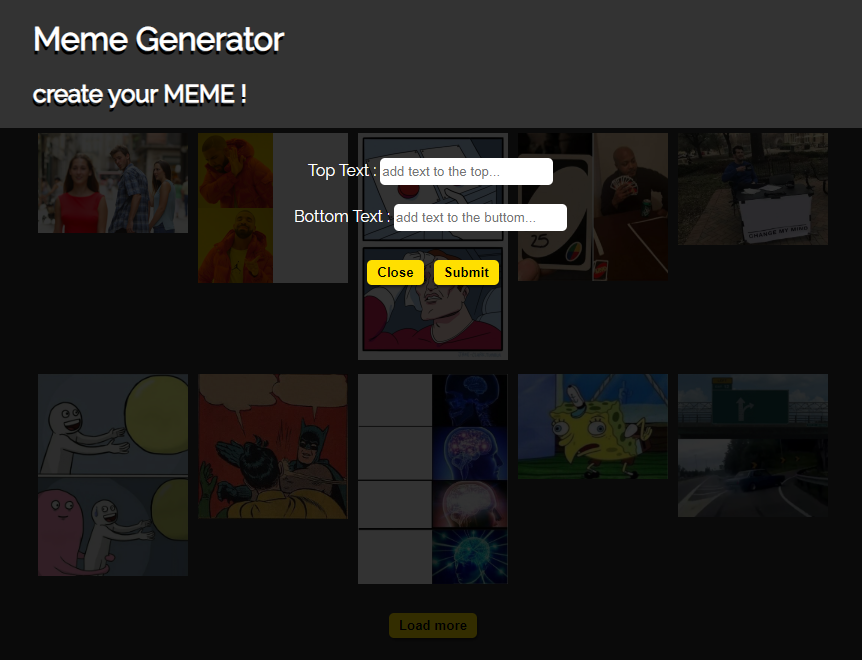 Meme Generator
create your MEME !
Top Text : add text to the top...
Bottom Text : add text to the buttom...
25
CHANGE MY MIND
Close Submit
Load more